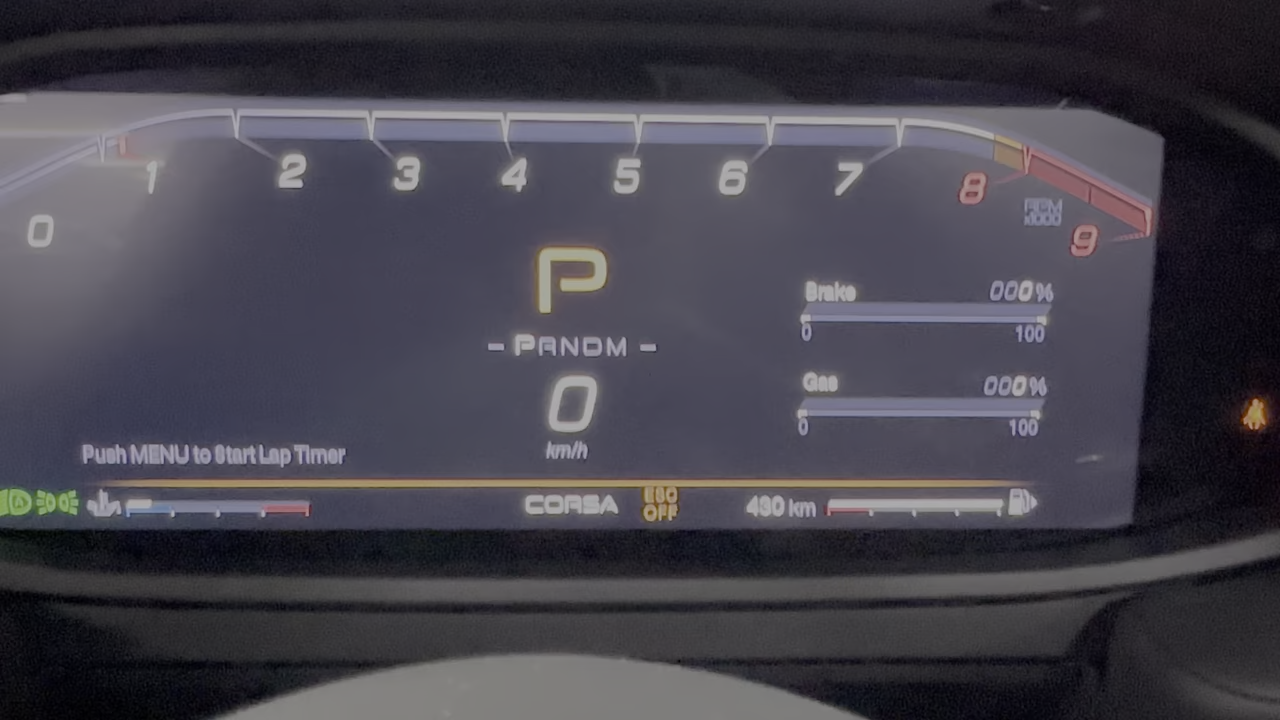 0 1 2 3 4 5 6 7 8 9
RPM
x1000
P
- PRNDM -
0
km/h
Brake 000%
0 100
Gas 000%
0 100
Push MENU to Start Lap Timer
CORSA
ESC
OFF
490 km